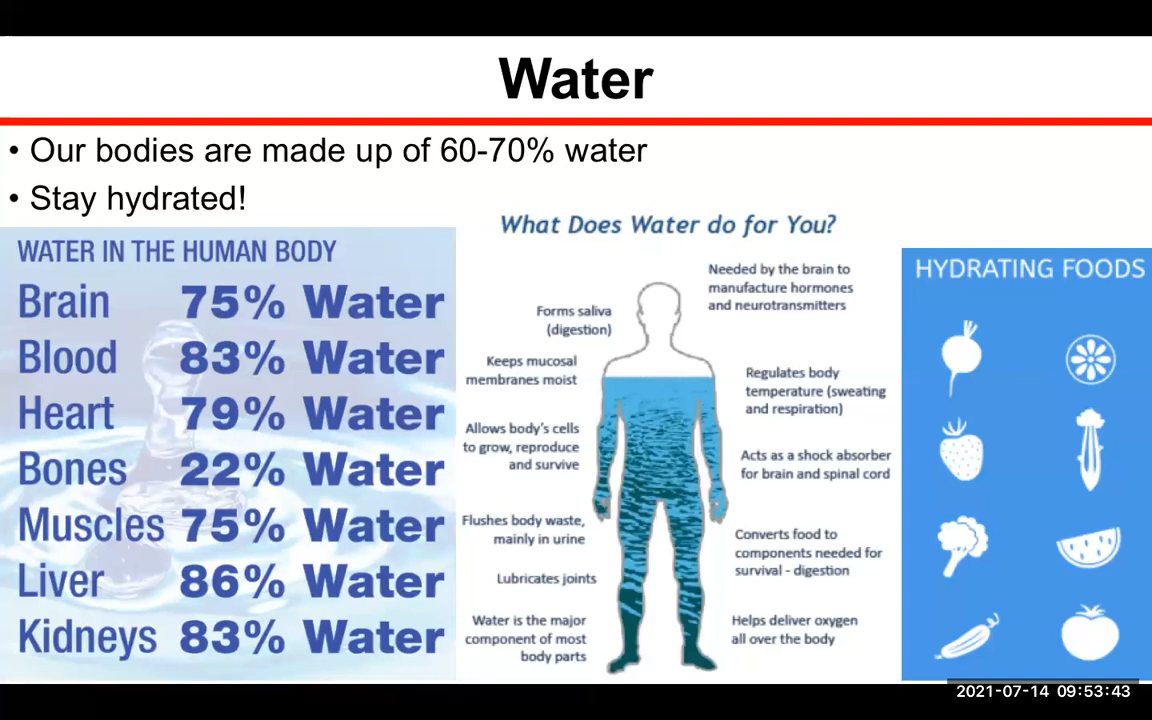 Water
• Our bodies are made up of 60-70% water
• Stay hydrated!
WATER IN THE HUMAN BODY
Brain 75% Water
Blood 83% Water
Heart 79% Water
Bones 22% Water
Muscles 75% Water
Liver 86% Water
Kidneys 83% Water
What Does Water do for You?
Forms saliva
(digestion)
Keeps mucosal
membranes moist
Allows body's cells
to grow, reproduce
and survive
Flushes body waste,
mainly in urine
Lubricates joints
Water is the major
component of most
body parts
Needed by the brain to
manufacture hormones
and neurotransmitters
Regulates body
temperature (sweating
and respiration)
Acts as a shock absorber
for brain and spinal cord
Converts food to
components needed for
survival - digestion
Helps deliver oxygen
all over the body
HYDRATING FOODS
2021-07-14 09:53:43